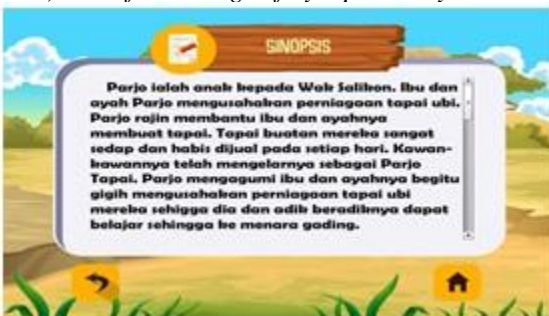 SINOPSIS
Parjo ialah anak kepada Wak Salikon. Ibu dan
ayah Parjo mengusahakan perniagaan tapai ubi.
Parjo rajin membantu ibu dan ayahnya
membuat tapai. Tapai buatan mereka sangat
sedap dan habis dijual pada setiap hari. Kawan-
kawannya telah mengelarnya sebagai Parjo
Tapai. Parjo mengagumi ibu dan ayahnya begitu
gigih mengusahakan perniagaan tapai ubi
mereka sehigga dia dan adik beradiknya dapat
belajar sehingga ke menara gading.